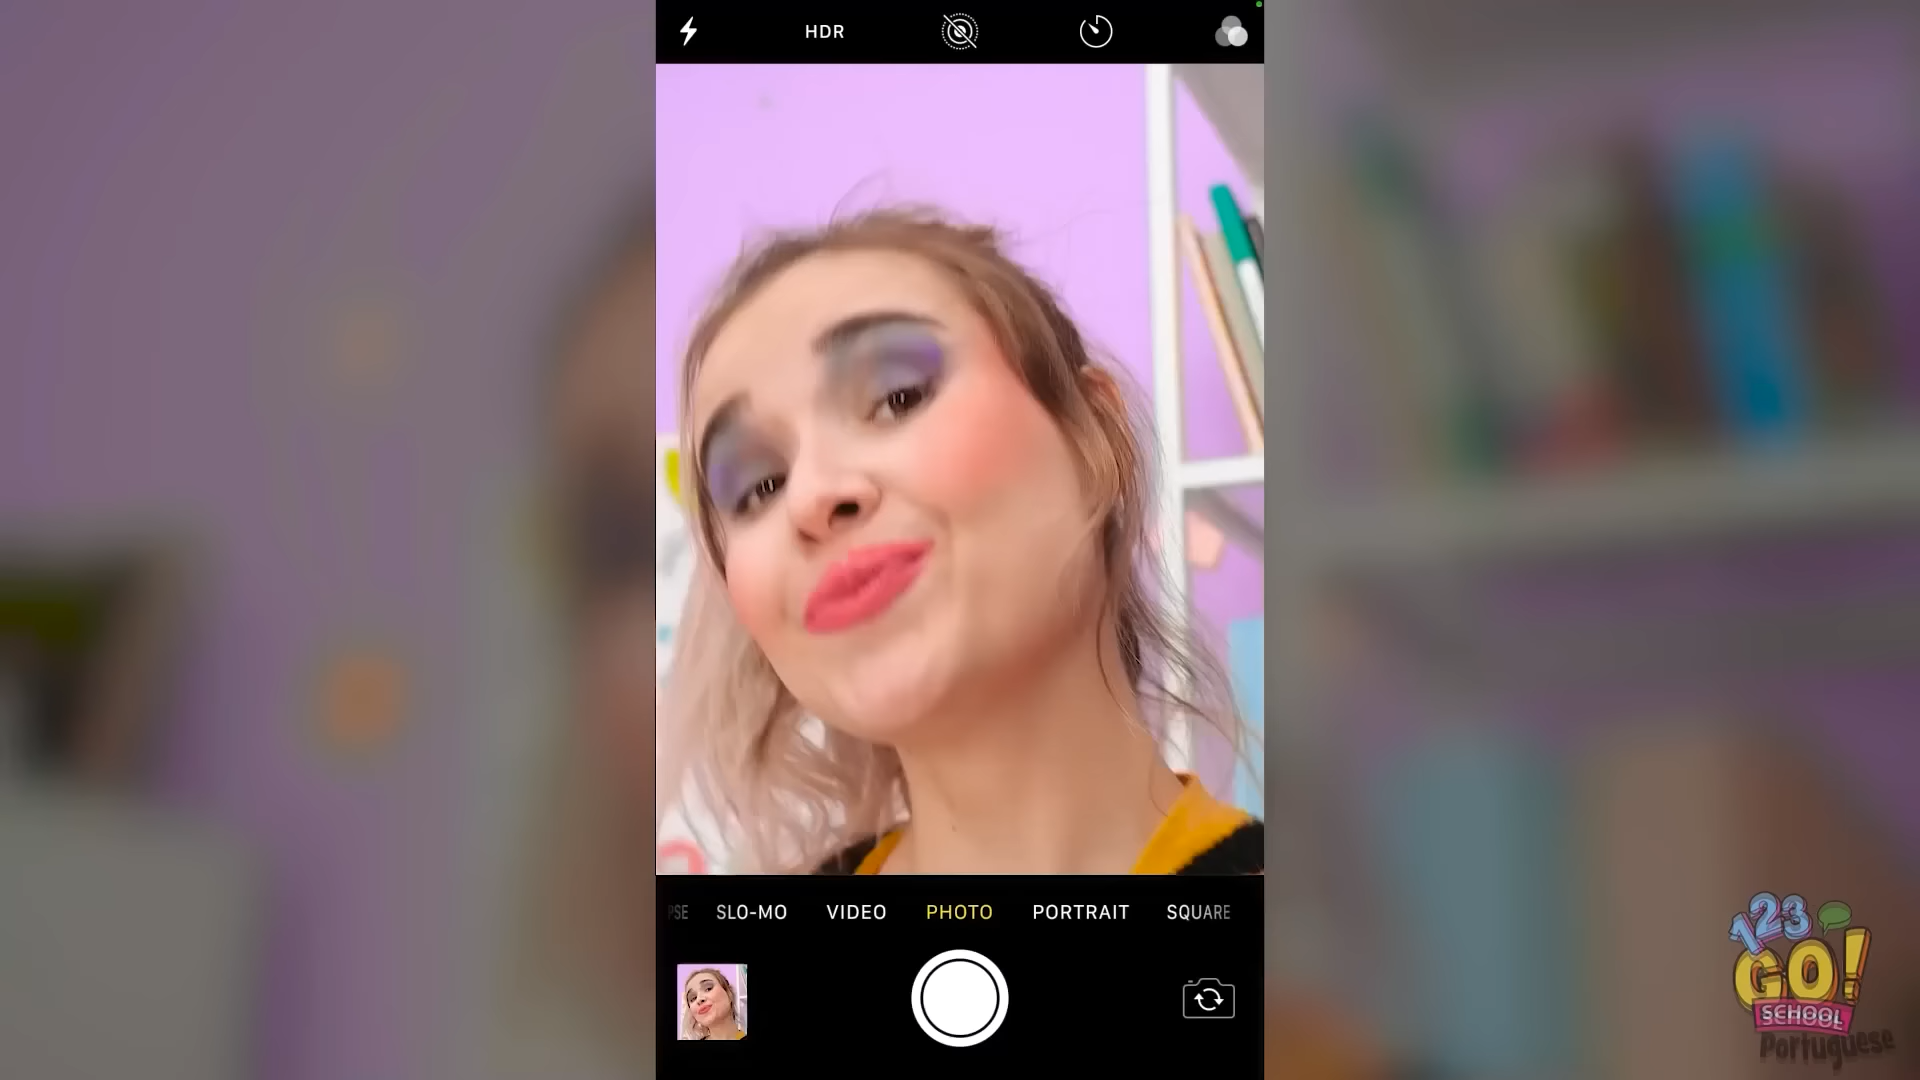 HDR
PSE SLO-MO VIDEO PHOTO PORTRAIT SQUARE
123
GO!
SCHOOL
Portuguese